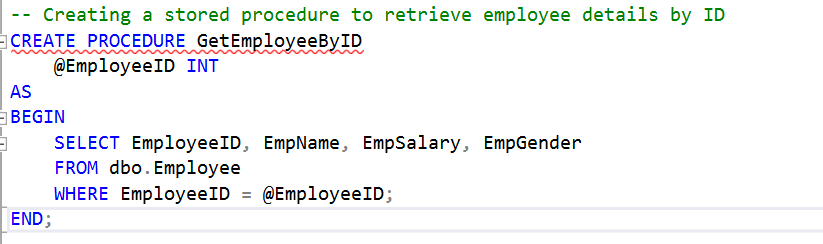 -- Creating a stored procedure to retrieve employee details by ID
CREATE PROCEDURE GetEmployeeByID
    @EmployeeID INT
AS
BEGIN
    SELECT EmployeeID, EmpName, EmpSalary, EmpGender
    FROM dbo.Employee
    WHERE EmployeeID = @EmployeeID;
END;